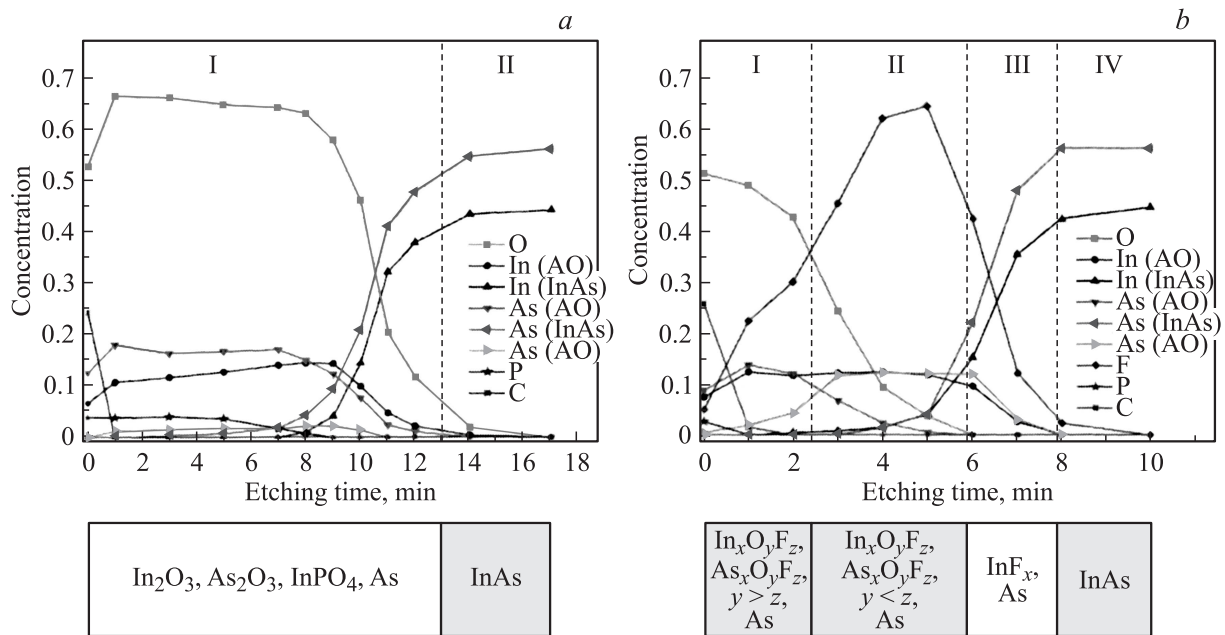 a
I
II
0.7
0.6
0.5
0.4
0.3
0.2
0.1
0
Concentration
O
In (AO)
In (InAs)
As (AO)
As (InAs)
As (AO)
P
C
0 2 4 6 8 10 12 14 16 18
Etching time, min
In2O3, As2O3, InPO4, As
InAs
b
I
II
III
IV
0.7
0.6
0.5
0.4
0.3
0.2
0.1
0
Concentration
O
In (AO)
In (InAs)
As (AO)
As (InAs)
As (AO)
F
P
C
0 2 4 6 8 10
Etching time, min
InxOyFz,
AsxOyFz,
y > z,
As
InxOyFz,
AsxOyFz,
y < z,
As
InFx,
As
InAs